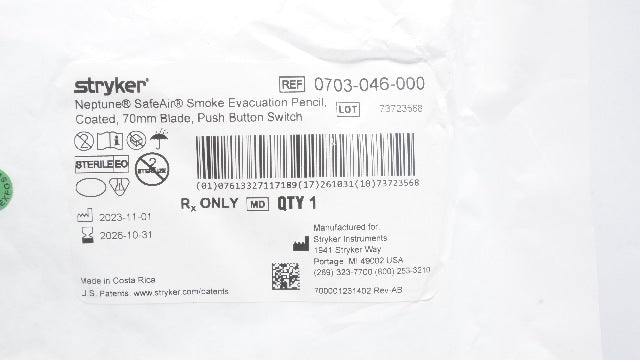 stryker®
REF 0703-046-000
Neptune® SafeAir® Smoke Evacuation Pencil,
Coated, 70mm Blade, Push Button Switch
LOT 73723568
STERILE EO
2
STERILIZE
(01)07613327117189(17)261031(10)73723568
Rx ONLY MD QTY 1
2023-11-01
2026-10-31
Manufactured for:
Stryker Instruments
1941 Stryker Way
Portage, MI 49002 USA
(269) 323-7700 (800) 253-3210
Made in Costa Rica
U.S. Patents: www.stryker.com/patents
700001231402 Rev-AB